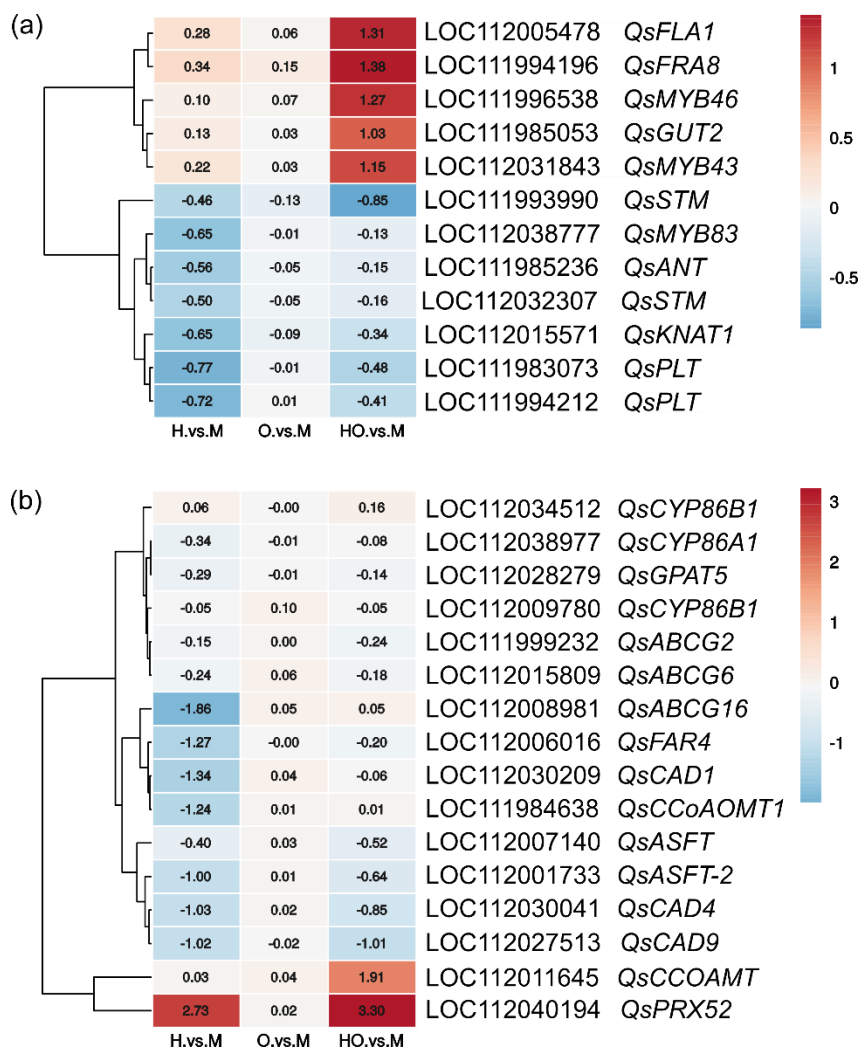 (a)
0.28 0.06 1.31 LOC112005478 QsFLA1
0.34 0.15 1.38 LOC111994196 QsFRA8
0.10 0.07 1.27 LOC111996538 QsMYB46
0.13 0.03 1.03 LOC111985053 QsGUT2
0.22 0.03 1.15 LOC112031843 QsMYB43
-0.46 -0.13 -0.85 LOC111993990 QsSTM
-0.65 -0.01 -0.13 LOC112038777 QsMYB83
-0.56 -0.05 -0.15 LOC111985236 QsANT
-0.50 -0.05 -0.16 LOC112032307 QsSTM
-0.65 -0.09 -0.34 LOC112015571 QsKNAT1
-0.77 -0.01 -0.48 LOC111983073 QsPLT
-0.72 0.01 -0.41 LOC111994212 QsPLT
H.vs.M O.vs.M HO.vs.M
1
0.5
0
-0.5
(b)
0.06 -0.00 0.16 LOC112034512 QsCYP86B1
-0.34 -0.01 -0.08 LOC112038977 QsCYP86A1
-0.29 -0.01 -0.14 LOC112028279 QsGPAT5
-0.05 0.10 -0.05 LOC112009780 QsCYP86B1
-0.15 0.00 -0.24 LOC111999232 QsABCG2
-0.24 0.06 -0.18 LOC112015809 QsABCG6
-1.86 0.05 0.05 LOC112008981 QsABCG16
-1.27 -0.00 -0.20 LOC112006016 QsFAR4
-1.34 0.04 -0.06 LOC112030209 QsCAD1
-1.24 0.01 0.01 LOC111984638 QsCCoAOMT1
-0.40 0.03 -0.52 LOC112007140 QsASFT
-1.00 0.01 -0.64 LOC112001733 QsASFT-2
-1.03 0.02 -0.85 LOC112030041 QsCAD4
-1.02 -0.02 -1.01 LOC112027513 QsCAD9
0.03 0.04 1.91 LOC112011645 QsCCOAMT
2.73 0.02 3.30 LOC112040194 QsPRX52
H.vs.M O.vs.M HO.vs.M
3
2
1
0
-1